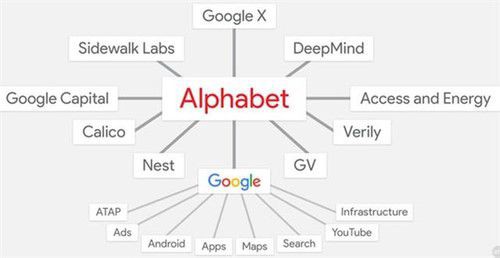 Google X
Sidewalk Labs
DeepMind
Google Capital
Alphabet
Access and Energy
Calico
Verily
Nest
GV
Google
ATAP
Infrastructure
Ads
YouTube
Android
Apps
Maps
Search